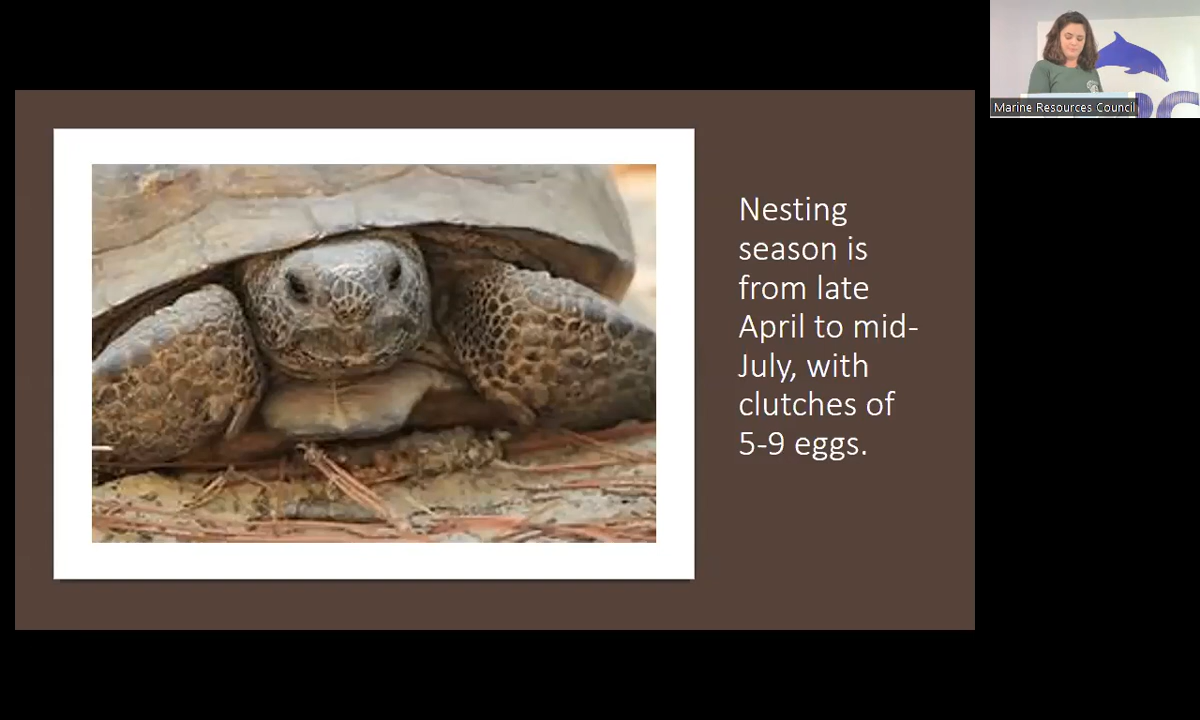 Nesting
season is
from late
April to mid-
July, with
clutches of
5-9 eggs.
Marine Resources Council